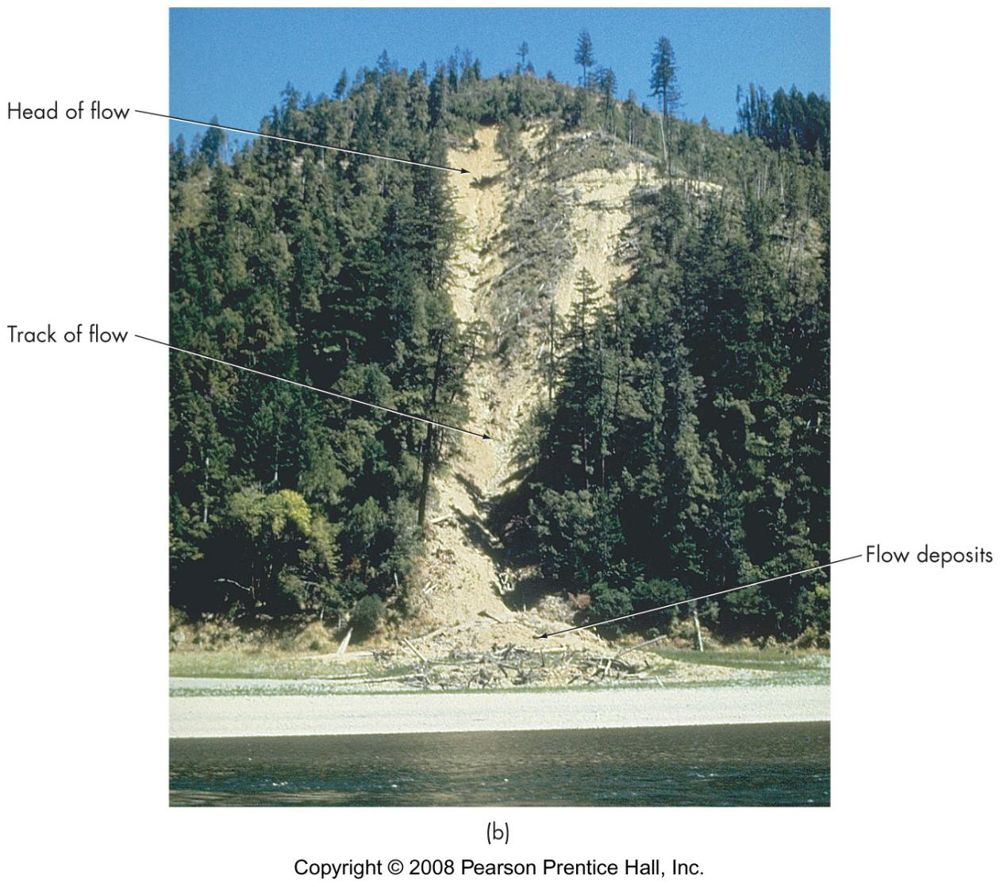 Head of flow
Track of flow
Flow deposits
(b)
Copyright © 2008 Pearson Prentice Hall, Inc.